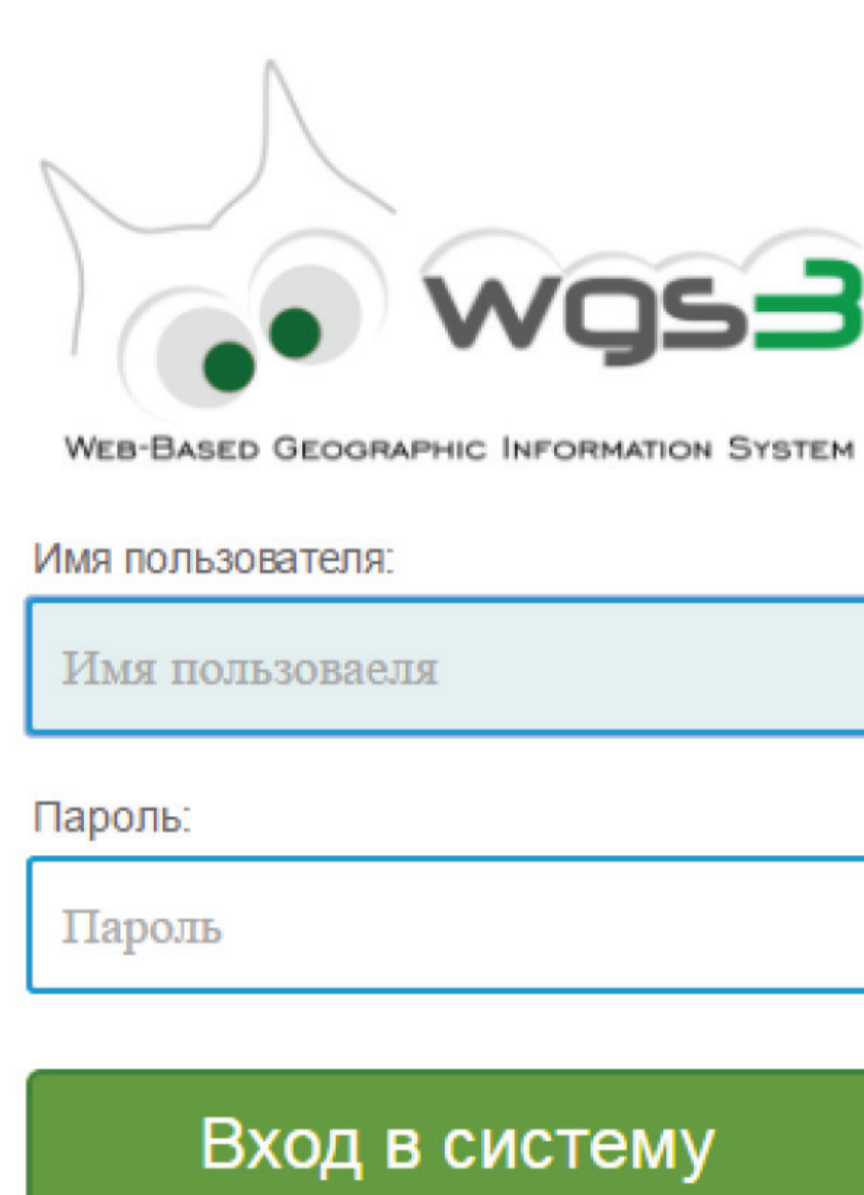 wgs3
WEB-BASED GEOGRAPHIC INFORMATION SYSTEM
Имя пользователя:
Имя пользоваеля
Пароль:
Пароль
Вход в систему